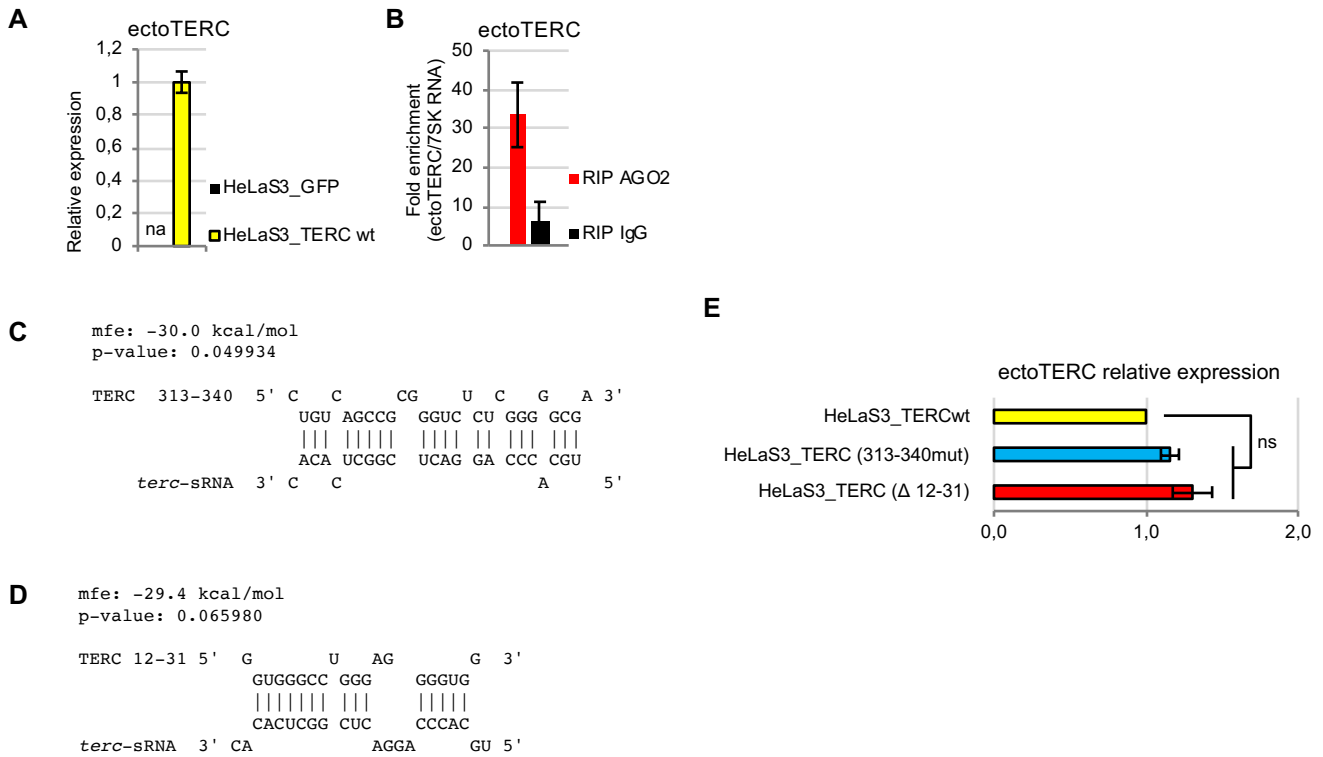 A
ectoTERC
Relative expression
1,2
1
0,8
0,6
0,4
0,2
0
na
HeLaS3_GFP
HeLaS3_TERC wt
B
ectoTERC
Fold enrichment
(ectoTERC/7SK RNA)
50
40
30
20
10
0
RIP AGO2
RIP IgG
C
mfe: -30.0 kcal/mol
p-value: 0.049934
TERC 313-340 5' C C CG U C G A 3'
UGU AGCCG GGUC CU GGG GCG
||| ||||| |||| || ||| |||
ACA UCGGC UCAG GA CCC CGU
terc-sRNA 3' C C A 5'
E
ectoTERC relative expression
HeLaS3_TERCwt
HeLaS3_TERC (313-340mut)
HeLaS3_TERC (Δ 12-31)
ns
0,0 1,0 2,0
D
mfe: -29.4 kcal/mol
p-value: 0.065980
TERC 12-31 5' G U AG G 3'
GUGGGCC GGG GGGUG
||||||| ||| |||||
CACUCGG CUC CCCAC
terc-sRNA 3' CA AGGA GU 5'